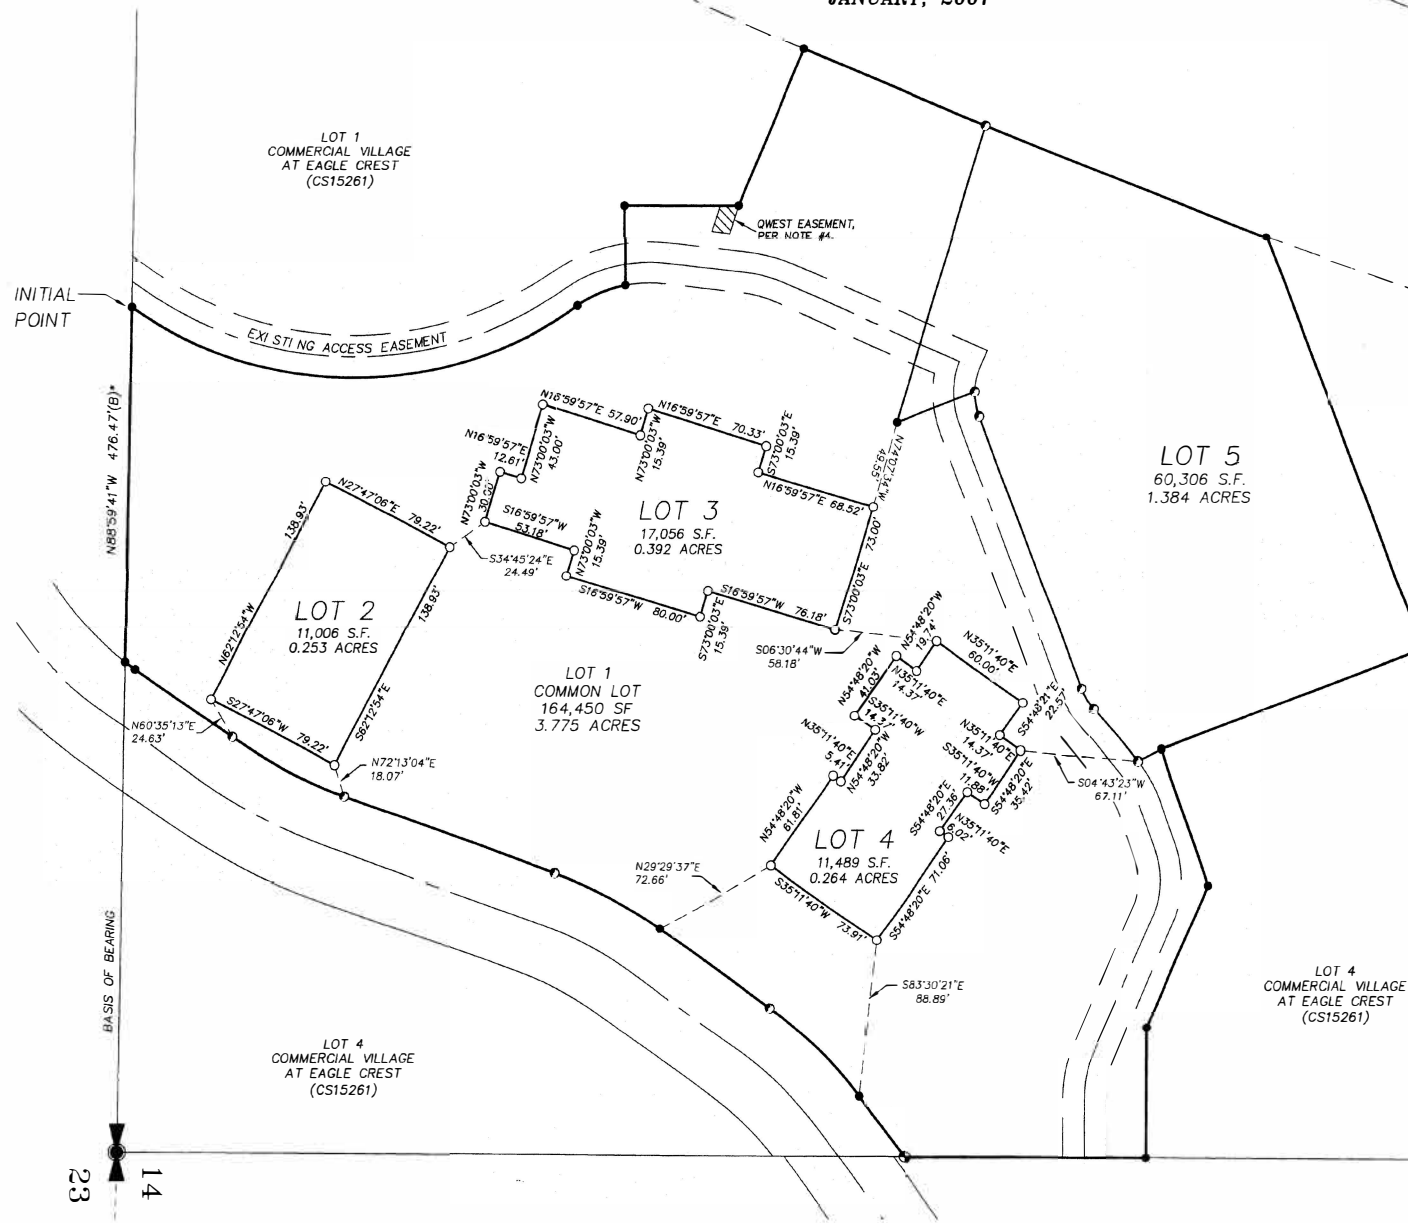 JANUARY, 2007
LOT 1
COMMERCIAL VILLAGE
AT EAGLE CREST
(CS15261)
QWEST EASEMENT,
PER NOTE #4.
INITIAL
POINT
EXISTING ACCESS EASEMENT
N88°59'41"W 476.47'(B)*
BASIS OF BEARING
N16°59'57"E 57.90'
N16°59'57"E 70.33'
N73°00'03"W
15.39'
S73°00'03"E
15.39'
N16°59'57"E
12.61'
N73°00'03"W
43.00'
N73°00'03"W
30.00'
N16°59'57"E 68.52'
N74°07'34"W
49.55'
LOT 3
17,056 S.F.
0.392 ACRES
S16°59'57"W
53.18'
N73°00'03"W
15.39'
S16°59'57"W 80.00'
S73°00'03"E
15.39'
S16°59'57"W 76.18'
S73°00'03"E 73.00'
S34°45'24"E
24.49'
N27°47'06"E 79.22'
138.93'
N62°12'54"W
LOT 2
11,006 S.F.
0.253 ACRES
138.93'
S62°12'54"E
S27°47'06"W 79.22'
N60°35'13"E
24.63'
N72°13'04"E
18.07'
LOT 1
COMMON LOT
164,450 SF
3.775 ACRES
LOT 5
60,306 S.F.
1.384 ACRES
S06°30'44"W
58.18'
N54°48'20"W
19.74'
N35°11'40"E
60.00'
N54°48'20"W
41.03'
N35°11'40"E
14.37'
S35°11'40"W
14.37'
S54°48'21"E
22.57'
N35°11'40"E
14.37'
N35°11'40"E
5.41'
N54°48'20"W
33.82'
S35°11'40"W
11.88'
S54°48'20"E
35.42'
S54°48'20"E
27.36'
N35°11'40"E
6.02'
S04°43'23"W
67.11'
N54°48'20"W
61.81'
LOT 4
11,489 S.F.
0.264 ACRES
S35°11'40"W 73.91'
S54°48'20"E 71.06'
N29°29'37"E
72.66'
S83°30'21"E
88.89'
LOT 4
COMMERCIAL VILLAGE
AT EAGLE CREST
(CS15261)
LOT 4
COMMERCIAL VILLAGE
AT EAGLE CREST
(CS15261)
14
23